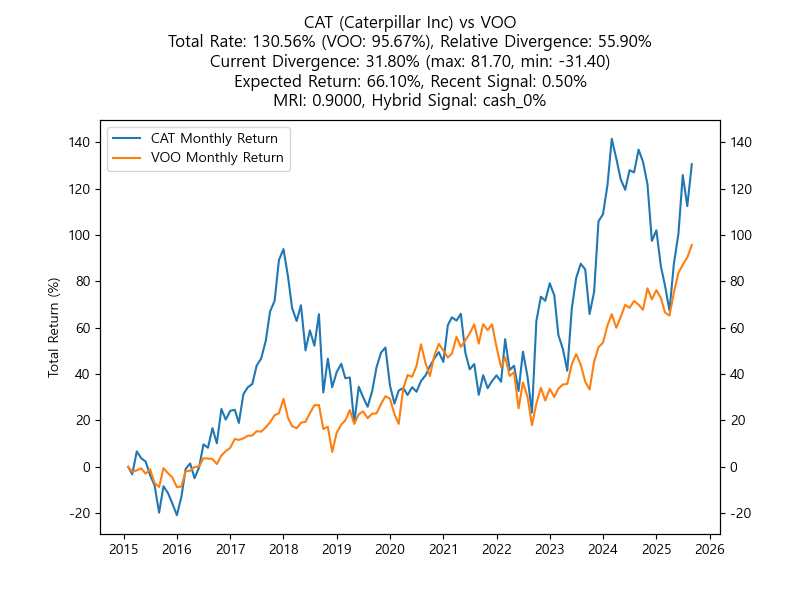 CAT (Caterpillar Inc) vs VOO
Total Rate: 130.56% (VOO: 95.67%), Relative Divergence: 55.90%
Current Divergence: 31.80% (max: 81.70, min: -31.40)
Expected Return: 66.10%, Recent Signal: 0.50%
MRI: 0.9000, Hybrid Signal: cash_0%
CAT Monthly Return
VOO Monthly Return
Total Return (%)
140 140
120 120
100 100
80 80
60 60
40 40
20 20
0 0
-20 -20
2015 2016 2017 2018 2019 2020 2021 2022 2023 2024 2025 2026